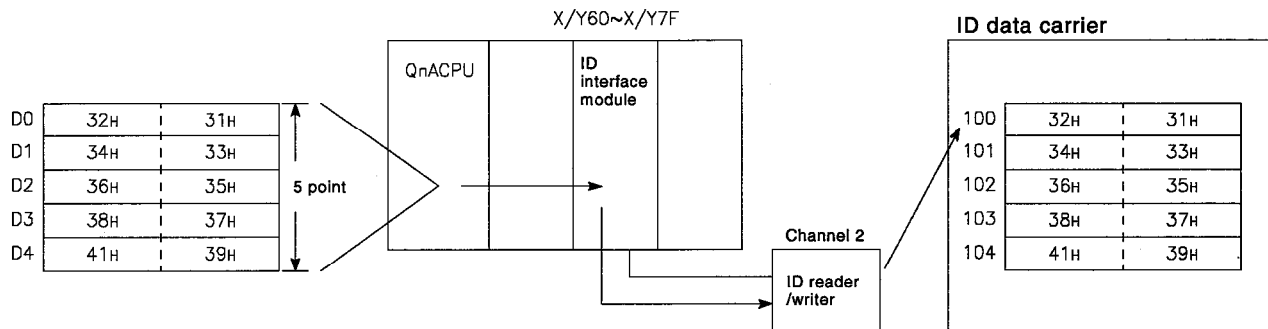 X/Y60~X/Y7F
ID data carrier
QnACPU
ID
interface
module
D0 32H 31H
D1 34H 33H
D2 36H 35H
D3 38H 37H
D4 41H 39H
5 point
100 32H 31H
101 34H 33H
102 36H 35H
103 38H 37H
104 41H 39H
Channel 2
ID reader
/writer